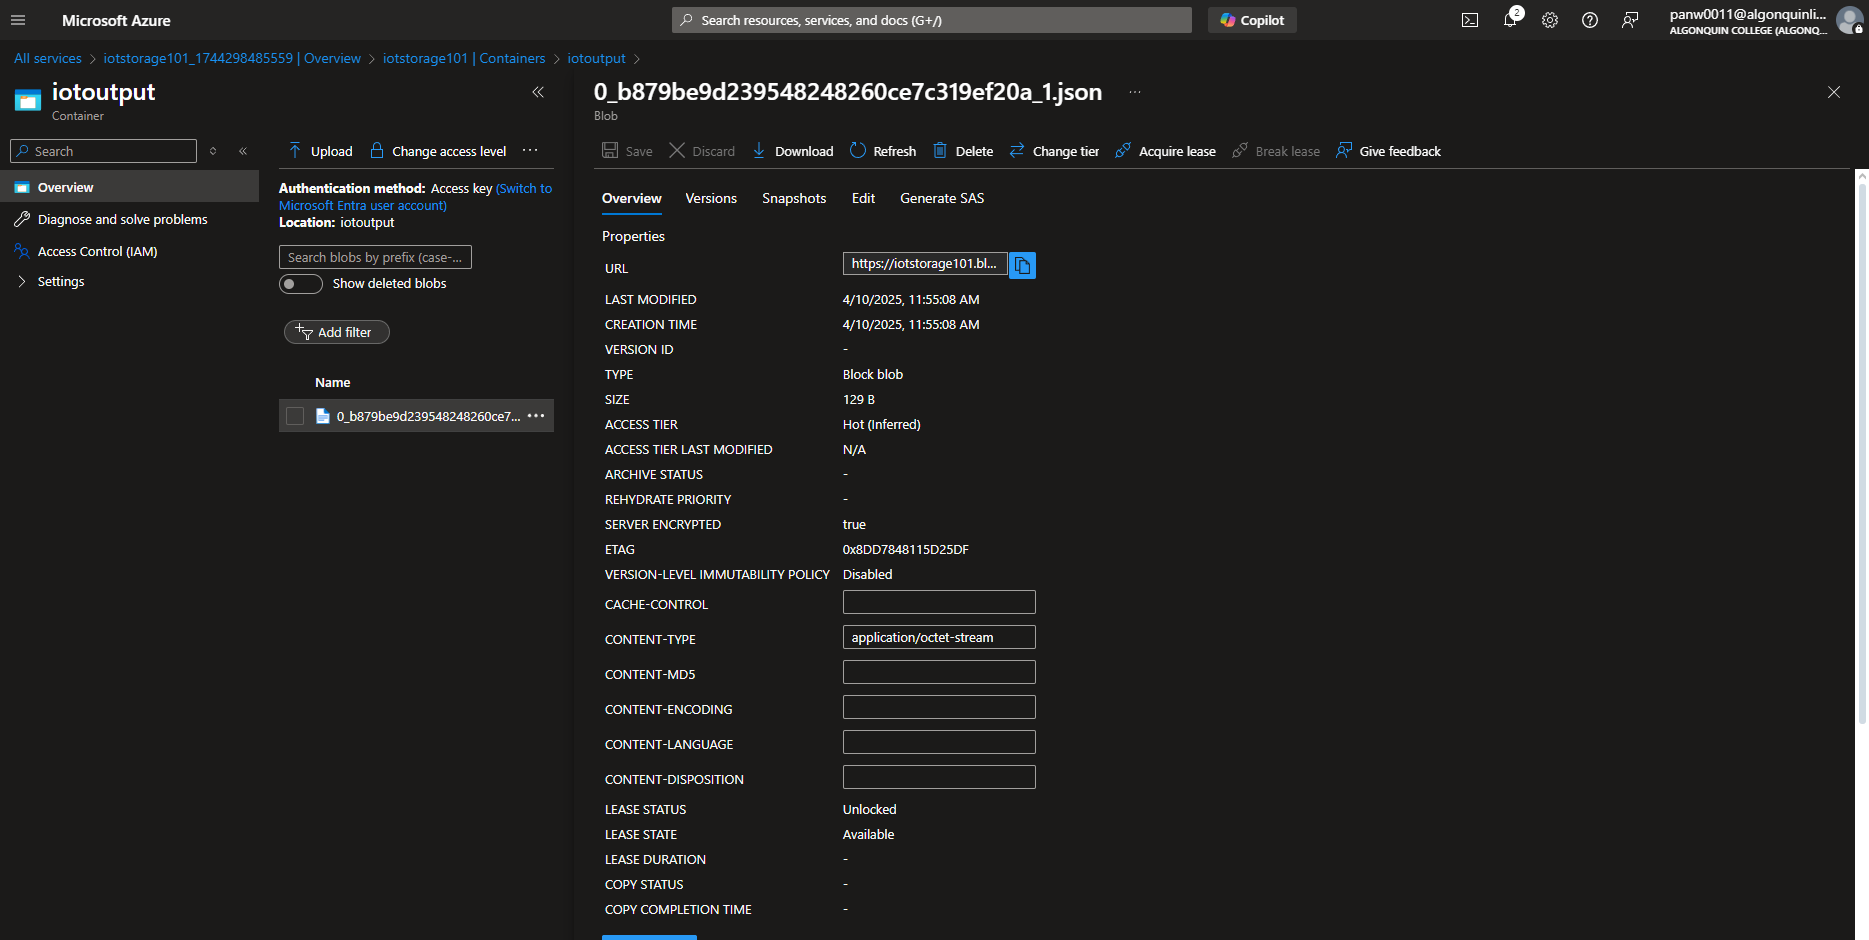 Microsoft Azure
Search resources, services, and docs (G+/)
Copilot
2
panw0011@algonquinli...
ALGONQUIN COLLEGE (ALGONQ...
All services > iotstorage101_1744298485559 | Overview > iotstorage101 | Containers > iotoutput >
iotoutput
Container
Search
Overview
Diagnose and solve problems
Access Control (IAM)
Settings
Upload
Change access level
Authentication method: Access key (Switch to
Microsoft Entra user account)
Location: iotoutput
Search blobs by prefix (case-...
Show deleted blobs
Add filter
Name
0_b879be9d239548248260ce7...
0_b879be9d239548248260ce7c319ef20a_1.json
Blob
Save
Discard
Download
Refresh
Delete
Change tier
Acquire lease
Break lease
Give feedback
Overview
Versions
Snapshots
Edit
Generate SAS
Properties
URL https://iotstorage101.bl...
LAST MODIFIED 4/10/2025, 11:55:08 AM
CREATION TIME 4/10/2025, 11:55:08 AM
VERSION ID -
TYPE Block blob
SIZE 129 B
ACCESS TIER Hot (Inferred)
ACCESS TIER LAST MODIFIED N/A
ARCHIVE STATUS -
REHYDRATE PRIORITY -
SERVER ENCRYPTED true
ETAG 0x8DD7848115D25DF
VERSION-LEVEL IMMUTABILITY POLICY Disabled
CACHE-CONTROL
CONTENT-TYPE application/octet-stream
CONTENT-MD5
CONTENT-ENCODING
CONTENT-LANGUAGE
CONTENT-DISPOSITION
LEASE STATUS Unlocked
LEASE STATE Available
LEASE DURATION -
COPY STATUS -
COPY COMPLETION TIME -